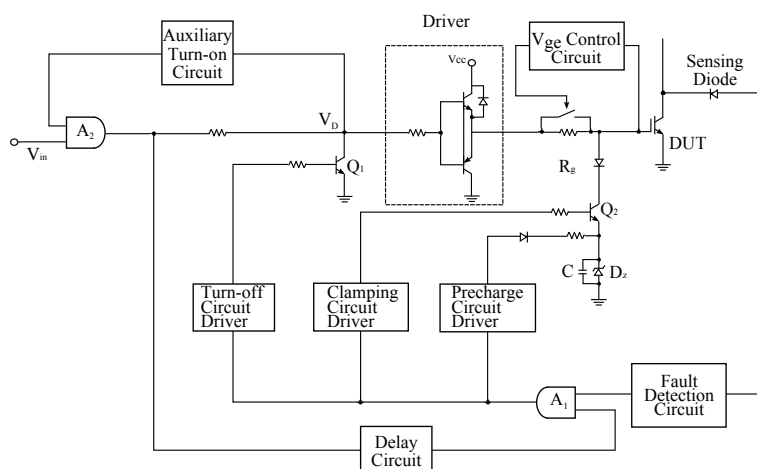 Driver
Auxiliary
Turn-on
Circuit
Vcc
Vge Control
Circuit
Sensing
Diode
A2
VD
Vin
Q1
Rg
DUT
Q2
C
Dz
Turn-off
Circuit
Driver
Clamping
Circuit
Driver
Precharge
Circuit
Driver
A1
Fault
Detection
Circuit
Delay
Circuit